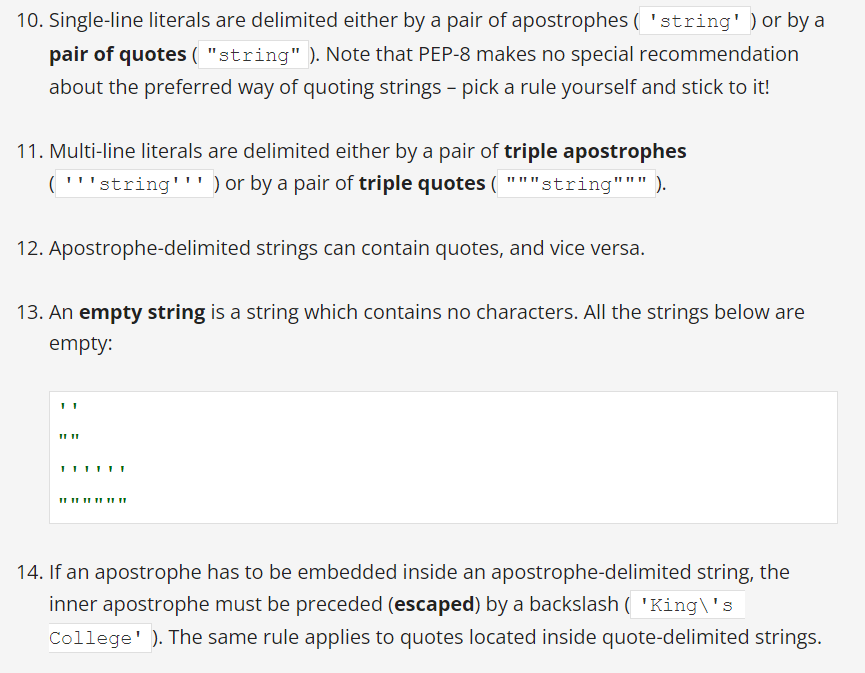 10. Single-line literals are delimited either by a pair of apostrophes ( 'string' ) or by a
pair of quotes ( "string" ). Note that PEP-8 makes no special recommendation
about the preferred way of quoting strings – pick a rule yourself and stick to it!
11. Multi-line literals are delimited either by a pair of triple apostrophes
( '''string''' ) or by a pair of triple quotes ( """string""" ).
12. Apostrophe-delimited strings can contain quotes, and vice versa.
13. An empty string is a string which contains no characters. All the strings below are
empty:
''
""
''''''
""""""
14. If an apostrophe has to be embedded inside an apostrophe-delimited string, the
inner apostrophe must be preceded (escaped) by a backslash ( 'King\'s
College' ). The same rule applies to quotes located inside quote-delimited strings.